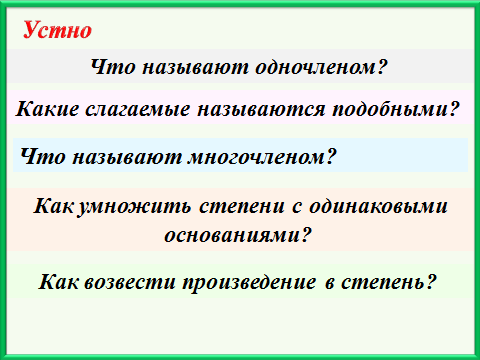 Устно
Что называют одночленом?
Какие слагаемые называются подобными?
Что называют многочленом?
Как умножить степени с одинаковыми
основаниями?
Как возвести произведение в степень?